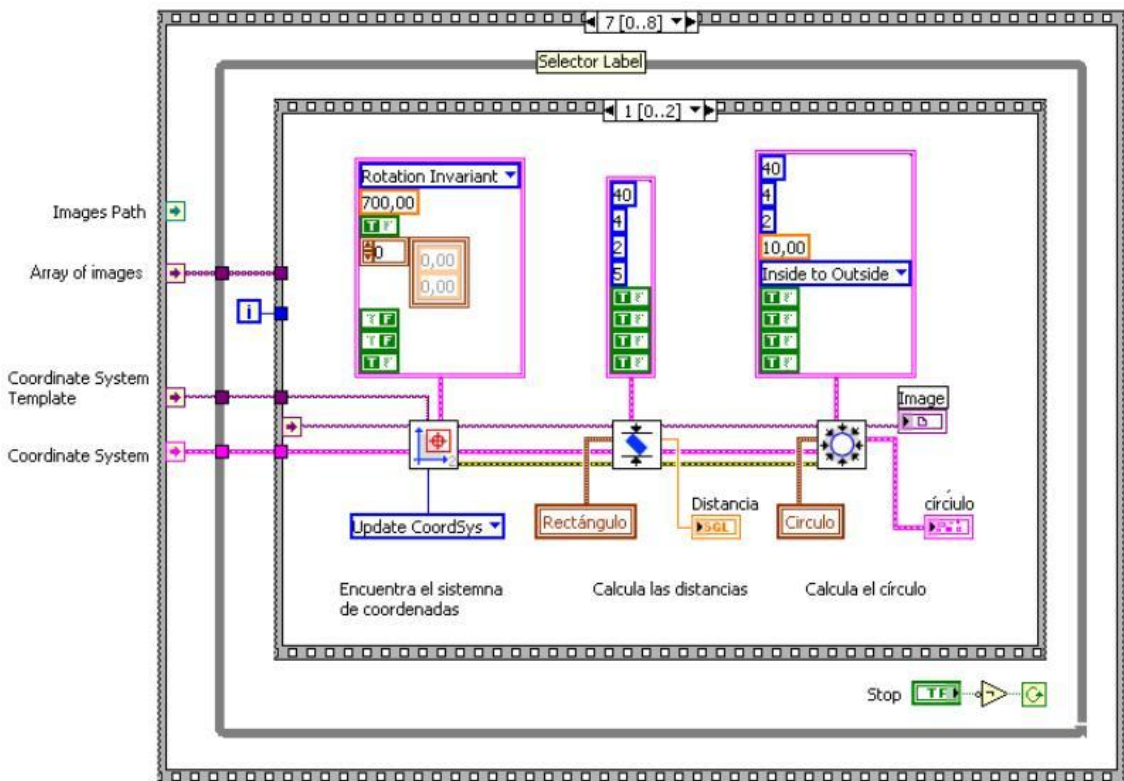 7 [0..8]
Selector Label
1 [0..2]
Rotation Invariant
700,00
T F
0
0,00
0,00
T F
T F
T F
40
4
2
5
T F
T F
T F
T F
40
4
2
10,00
Inside to Outside
T F
T F
T F
T F
Images Path
Array of images
i
Coordinate System
Template
Coordinate System
Image
2
Update CoordSys
Rectángulo
Distancia
SGL
Circulo
círciulo
Encuentra el sistemna
de coordenadas
Calcula las distancias
Calcula el círculo
Stop
TF